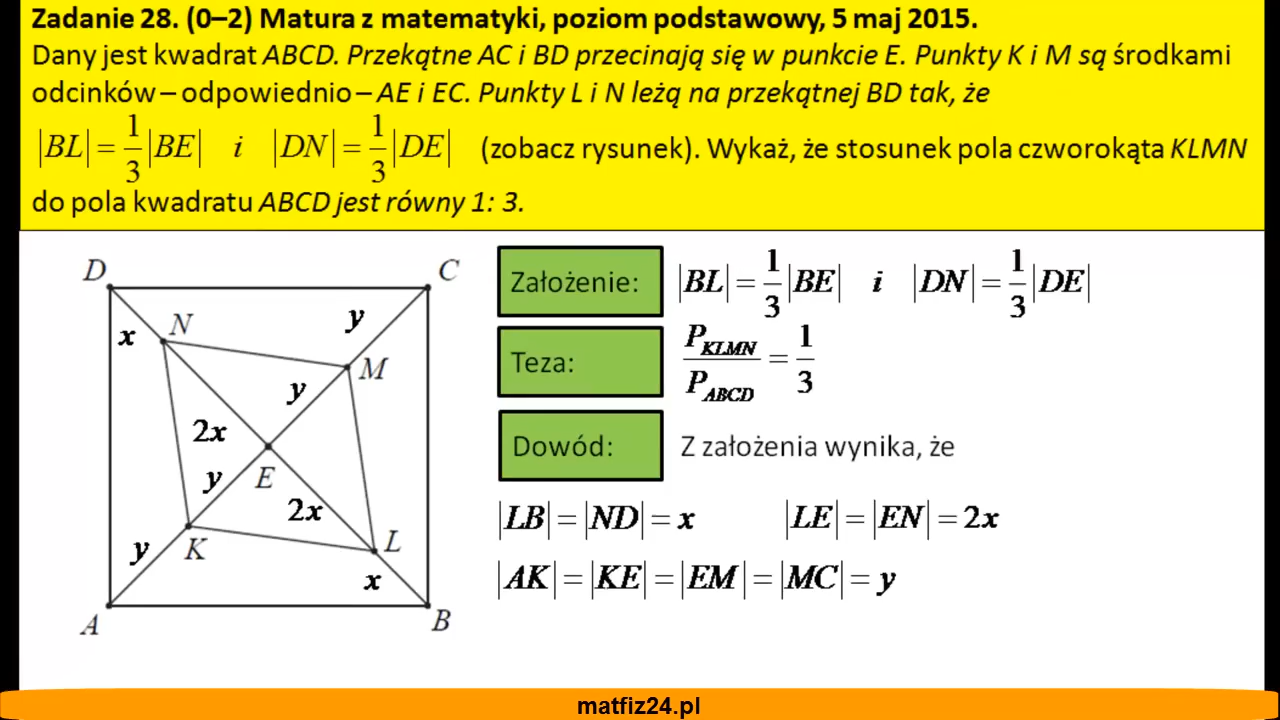 Zadanie 28. (0–2) Matura z matematyki, poziom podstawowy, 5 maj 2015.
Dany jest kwadrat ABCD. Przekątne AC i BD przecinają się w punkcie E. Punkty K i M są środkami
odcinków – odpowiednio – AE i EC. Punkty L i N leżą na przekątnej BD tak, że
|BL| = 1/3 |BE| i |DN| = 1/3 |DE| (zobacz rysunek). Wykaż, że stosunek pola czworokąta KLMN
do pola kwadratu ABCD jest równy 1: 3.
D
C
x
N
y
M
y
2x
y
E
2x
y
K
L
x
A
B
Założenie: |BL| = 1/3 |BE| i |DN| = 1/3 |DE|
Teza: P_KLMN / P_ABCD = 1/3
Dowód: Z założenia wynika, że
|LB| = |ND| = x |LE| = |EN| = 2x
|AK| = |KE| = |EM| = |MC| = y
matfiz24.pl